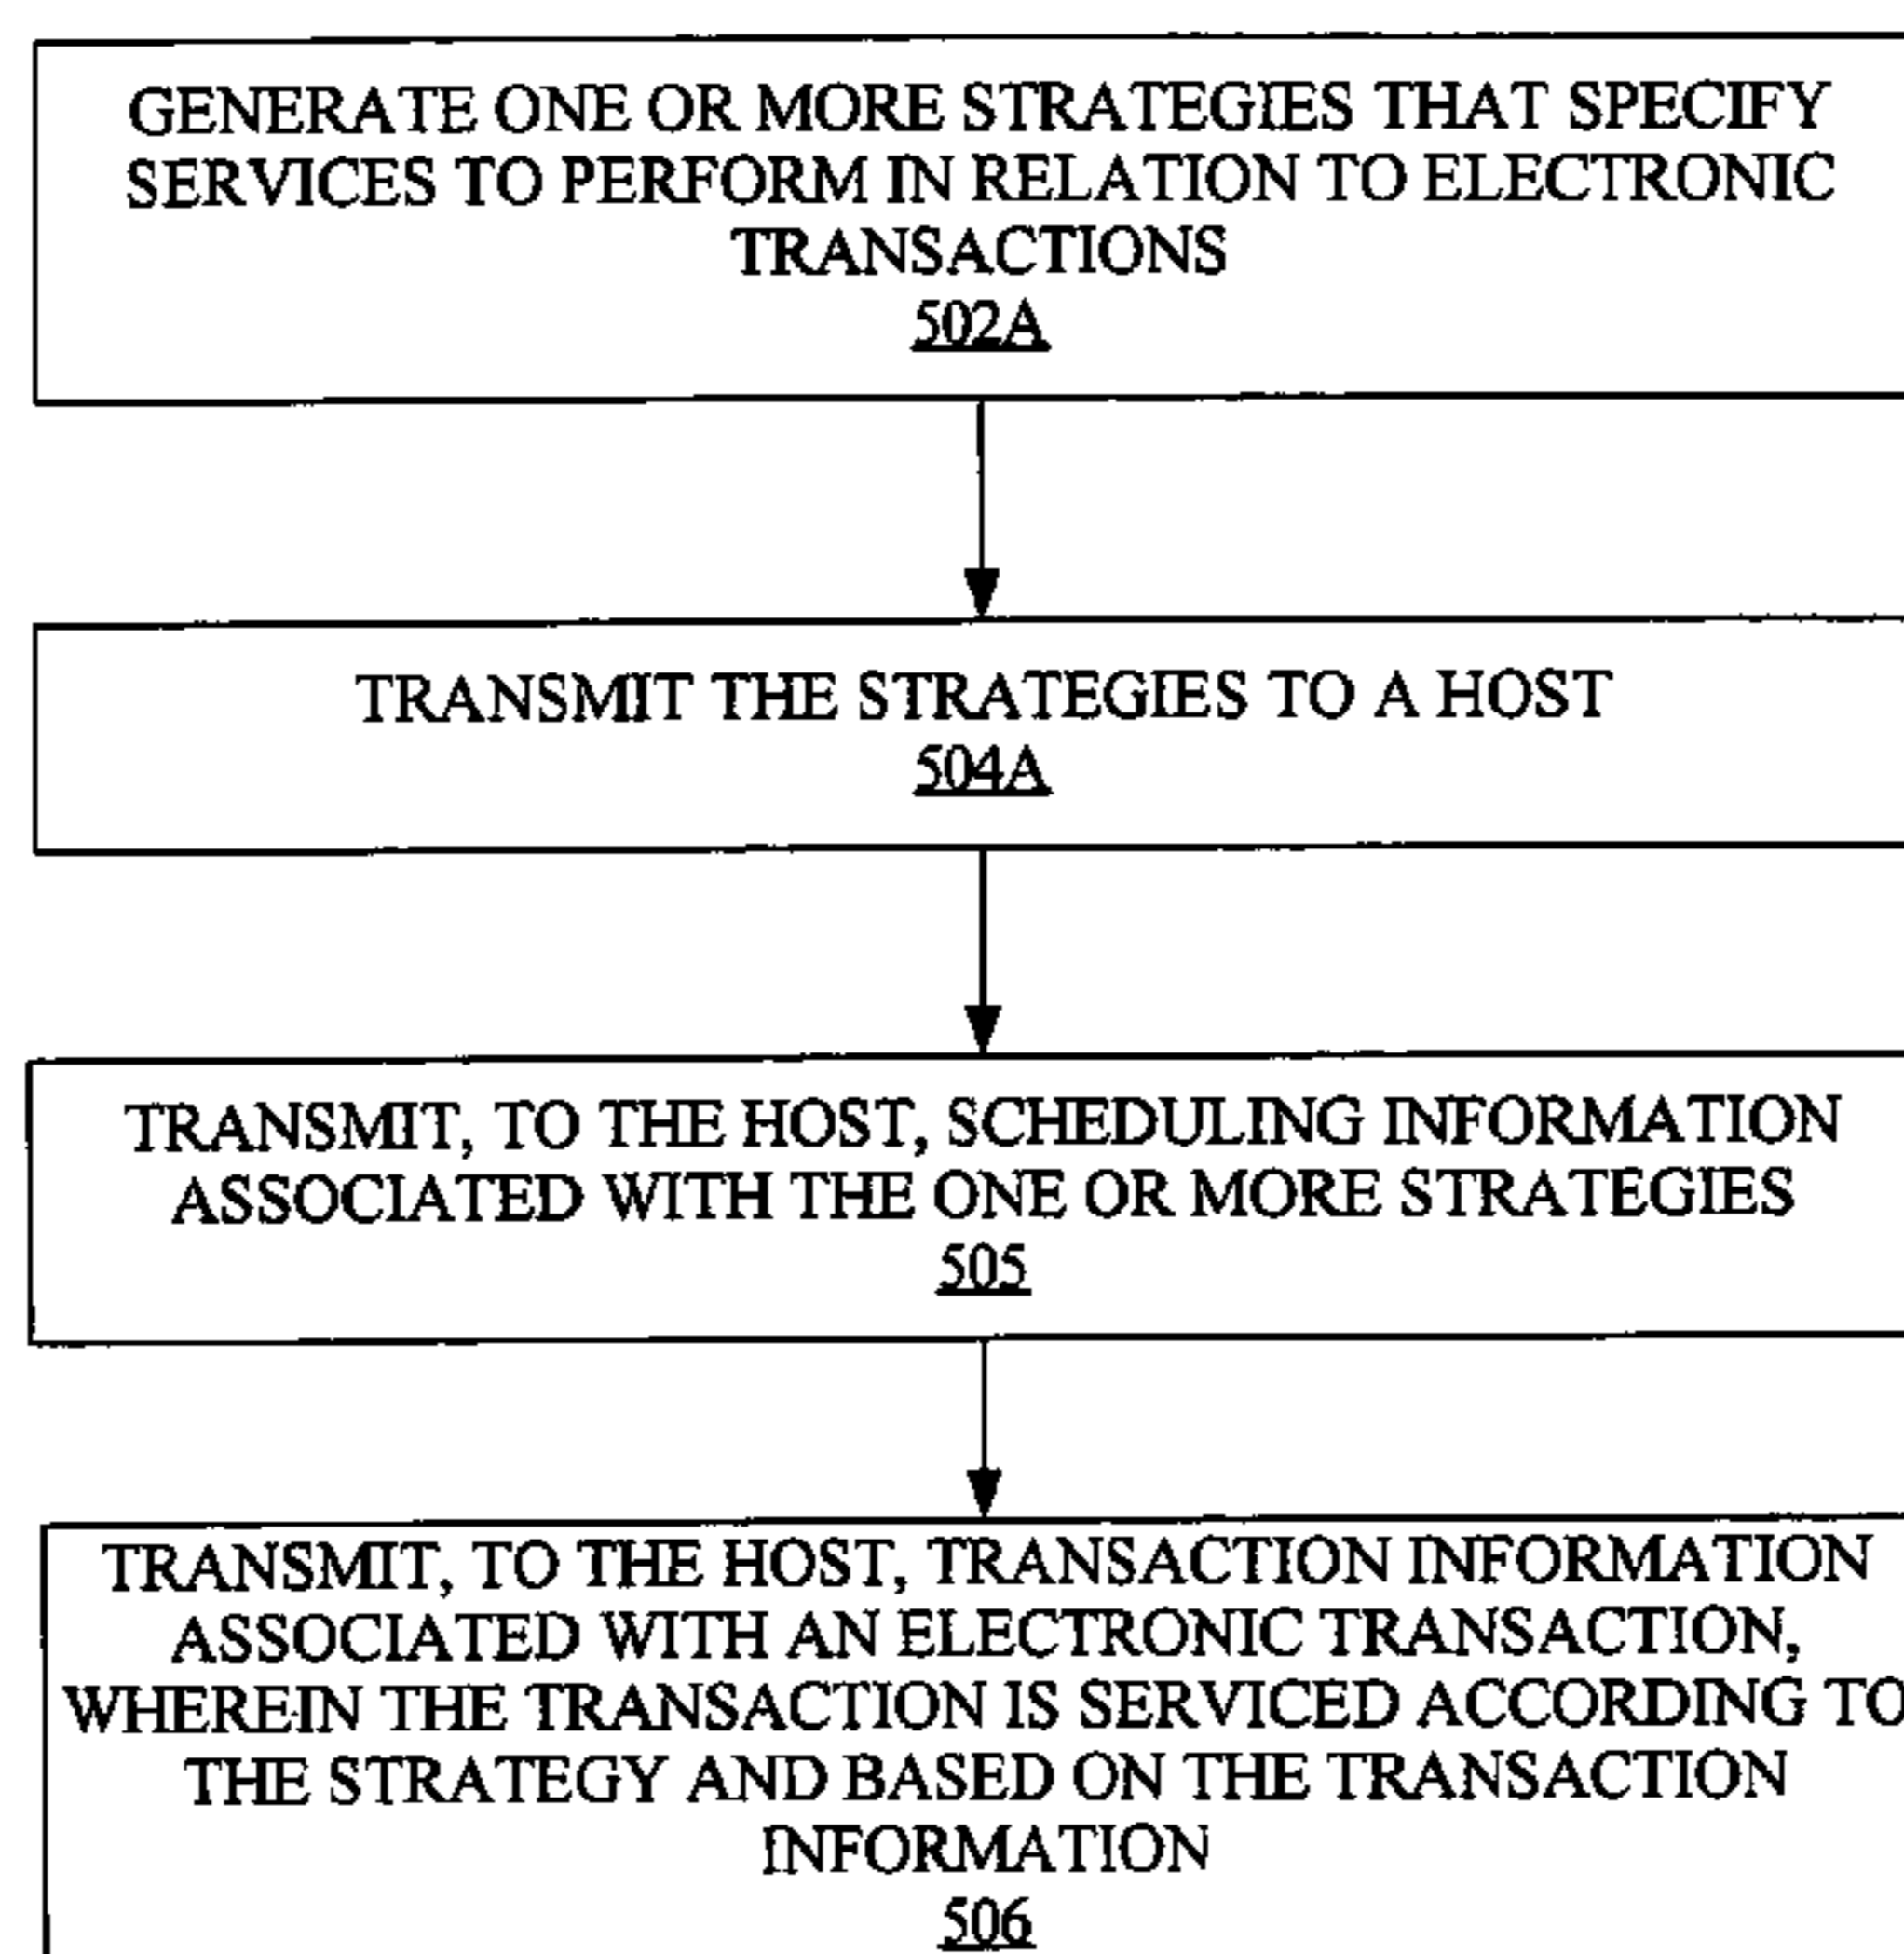 GENERATE ONE OR MORE STRATEGIES THAT SPECIFY
SERVICES TO PERFORM IN RELATION TO ELECTRONIC
TRANSACTIONS
502A
TRANSMIT THE STRATEGIES TO A HOST
504A
TRANSMIT, TO THE HOST, SCHEDULING INFORMATION
ASSOCIATED WITH THE ONE OR MORE STRATEGIES
505
TRANSMIT, TO THE HOST, TRANSACTION INFORMATION
ASSOCIATED WITH AN ELECTRONIC TRANSACTION,
WHEREIN THE TRANSACTION IS SERVICED ACCORDING TO
THE STRATEGY AND BASED ON THE TRANSACTION
INFORMATION
506